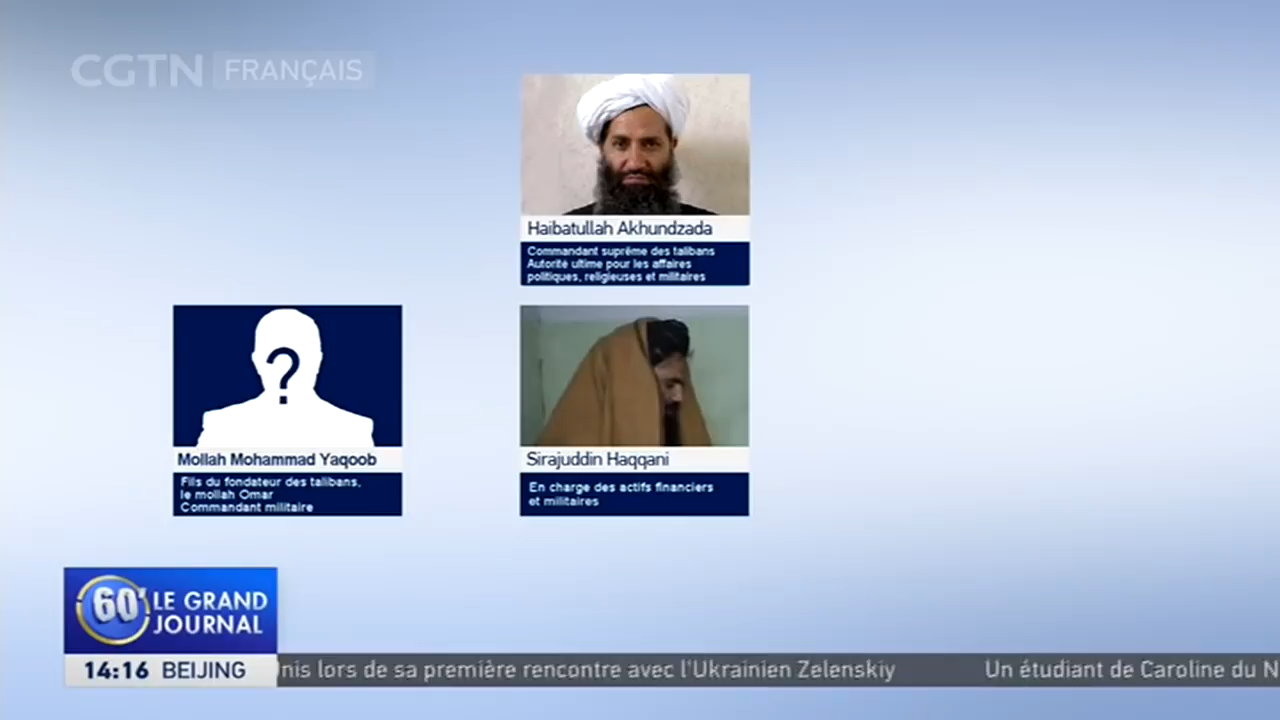 CGTN FRANÇAIS
Haibatullah Akhundzada
Commandant suprême des talibans
Autorité ultime pour les affaires
politiques, religieuses et militaires
?
Mollah Mohammad Yaqoob
Fils du fondateur des talibans,
le mollah Omar
Commandant militaire
Sirajuddin Haqqani
En charge des actifs financiers
et militaires
60' LE GRAND
JOURNAL
14:16 BEIJING
lors de sa première rencontre avec l'Ukrainien Zelenskiy
Un étudiant de Caroline du